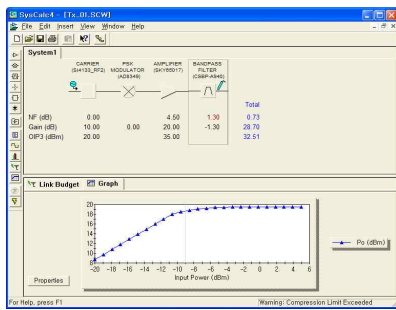 SysCalc4 - [Tx_01.SCW]
File Edit Insert View Window Help
System1
CARRIER PSK AMPLIFIER BANDPASS
(SI4133_RF2) MODULATOR (SKY65017) FILTER
(AD8349) (CSBP-A940)
Total
NF (dB) 0.00 4.50 1.30 0.73
Gain (dB) 10.00 0.00 20.00 -1.30 28.70
OIP3 (dBm) 20.00 35.00 32.51
Link Budget Graph
20
18
16
14
12
10
8
-20 -18 -16 -14 -12 -10 -8 -6 -4 -2 0 2 4 6
Input Power (dBm)
Po (dBm)
Properties
For Help, press F1 Warning: Compression Limit Exceeded